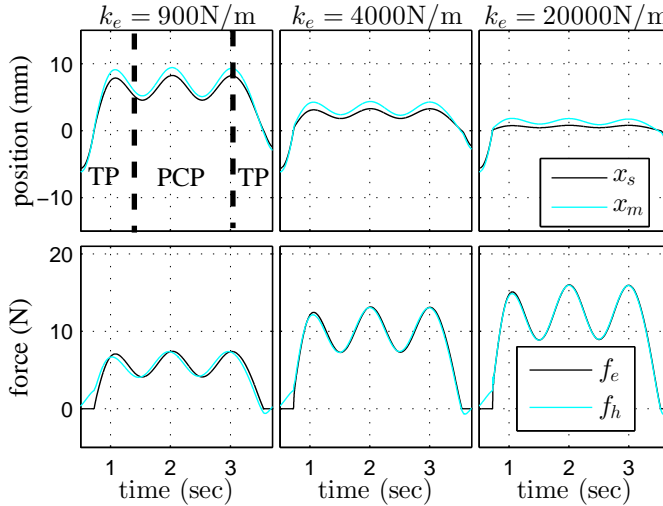 k_e = 900N/m k_e = 4000N/m k_e = 20000N/m
position (mm)
10
0
−10
TP PCP TP
x_s
x_m
force (N)
20
10
0
f_e
f_h
1 2 3 1 2 3 1 2 3
time (sec) time (sec) time (sec)